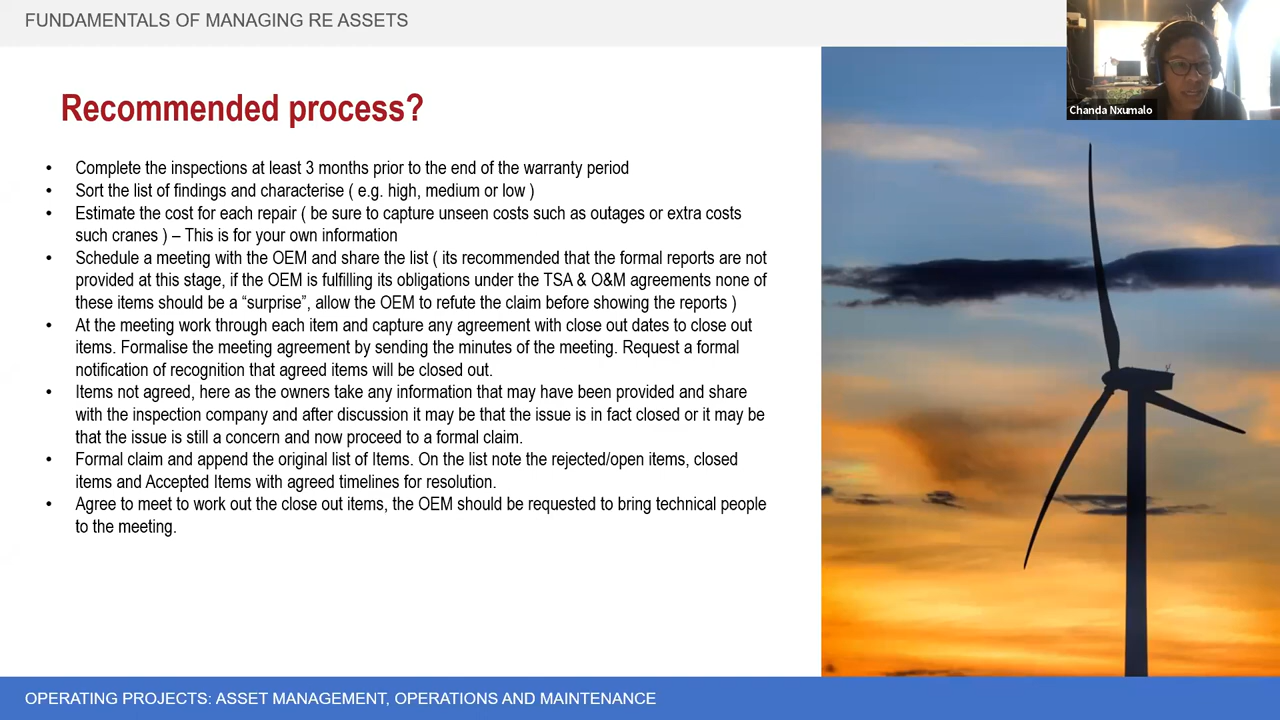 FUNDAMENTALS OF MANAGING RE ASSETS
Chanda Nxumalo
Recommended process?
• Complete the inspections at least 3 months prior to the end of the warranty period
• Sort the list of findings and characterise ( e.g. high, medium or low )
• Estimate the cost for each repair ( be sure to capture unseen costs such as outages or extra costs
such cranes ) – This is for your own information
• Schedule a meeting with the OEM and share the list ( its recommended that the formal reports are not
provided at this stage, if the OEM is fulfilling its obligations under the TSA & O&M agreements none of
these items should be a “surprise”, allow the OEM to refute the claim before showing the reports )
• At the meeting work through each item and capture any agreement with close out dates to close out
items. Formalise the meeting agreement by sending the minutes of the meeting. Request a formal
notification of recognition that agreed items will be closed out.
• Items not agreed, here as the owners take any information that may have been provided and share
with the inspection company and after discussion it may be that the issue is in fact closed or it may be
that the issue is still a concern and now proceed to a formal claim.
• Formal claim and append the original list of Items. On the list note the rejected/open items, closed
items and Accepted Items with agreed timelines for resolution.
• Agree to meet to work out the close out items, the OEM should be requested to bring technical people
to the meeting.
OPERATING PROJECTS: ASSET MANAGEMENT, OPERATIONS AND MAINTENANCE